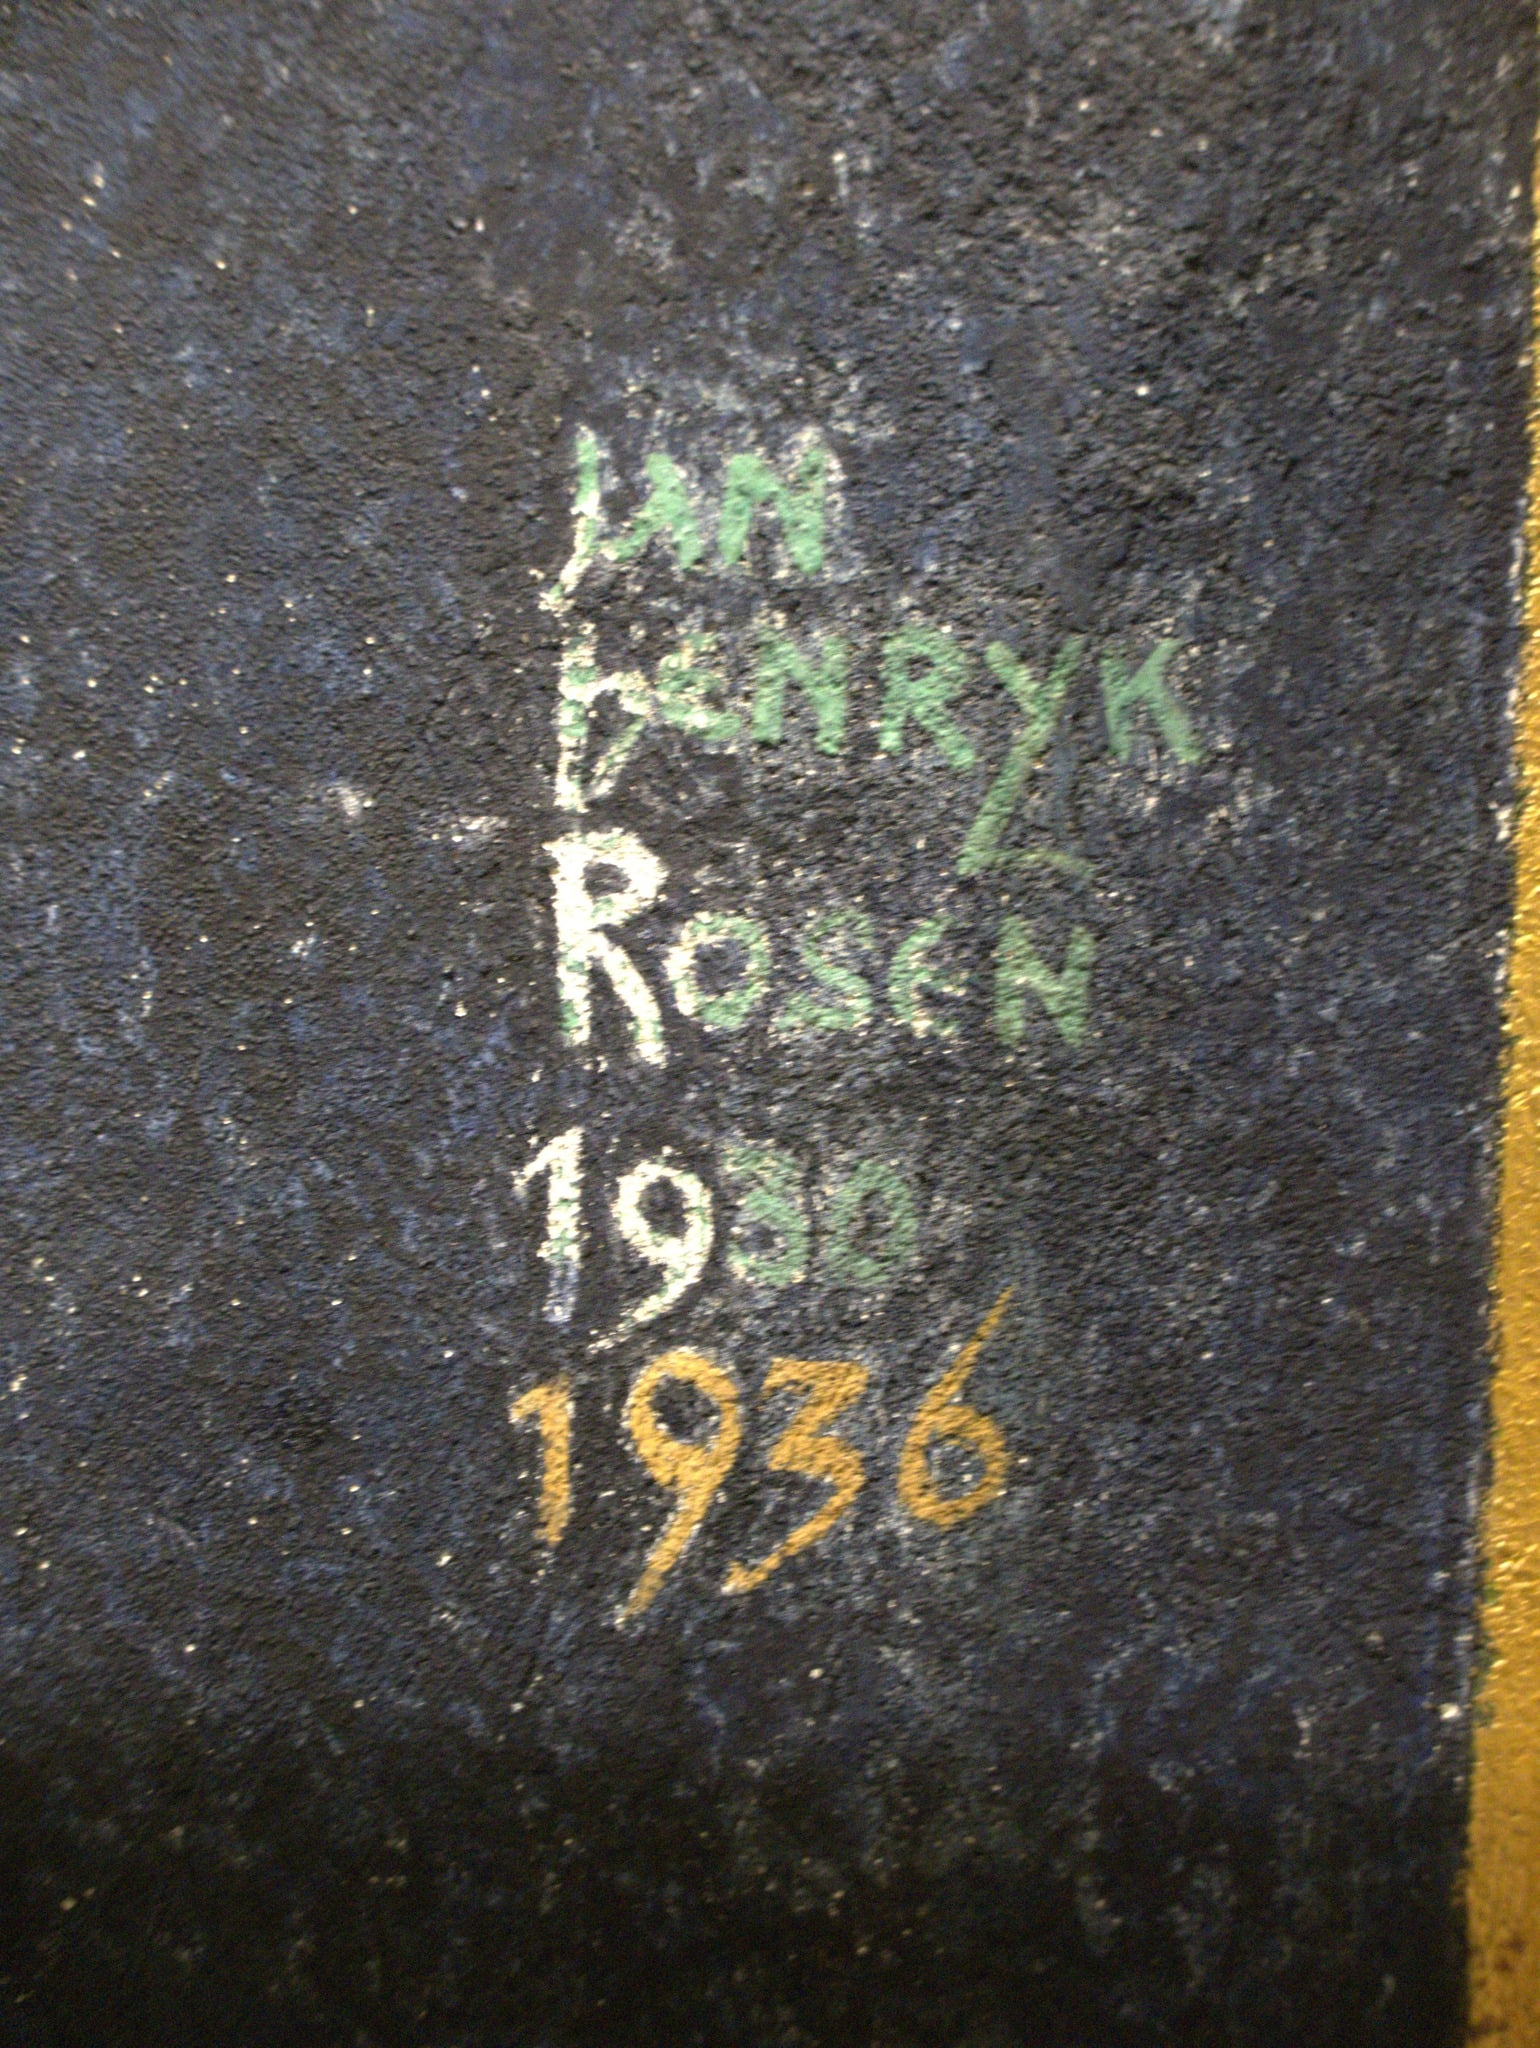 JAN
hENRYK
ROSEN
1930
1936